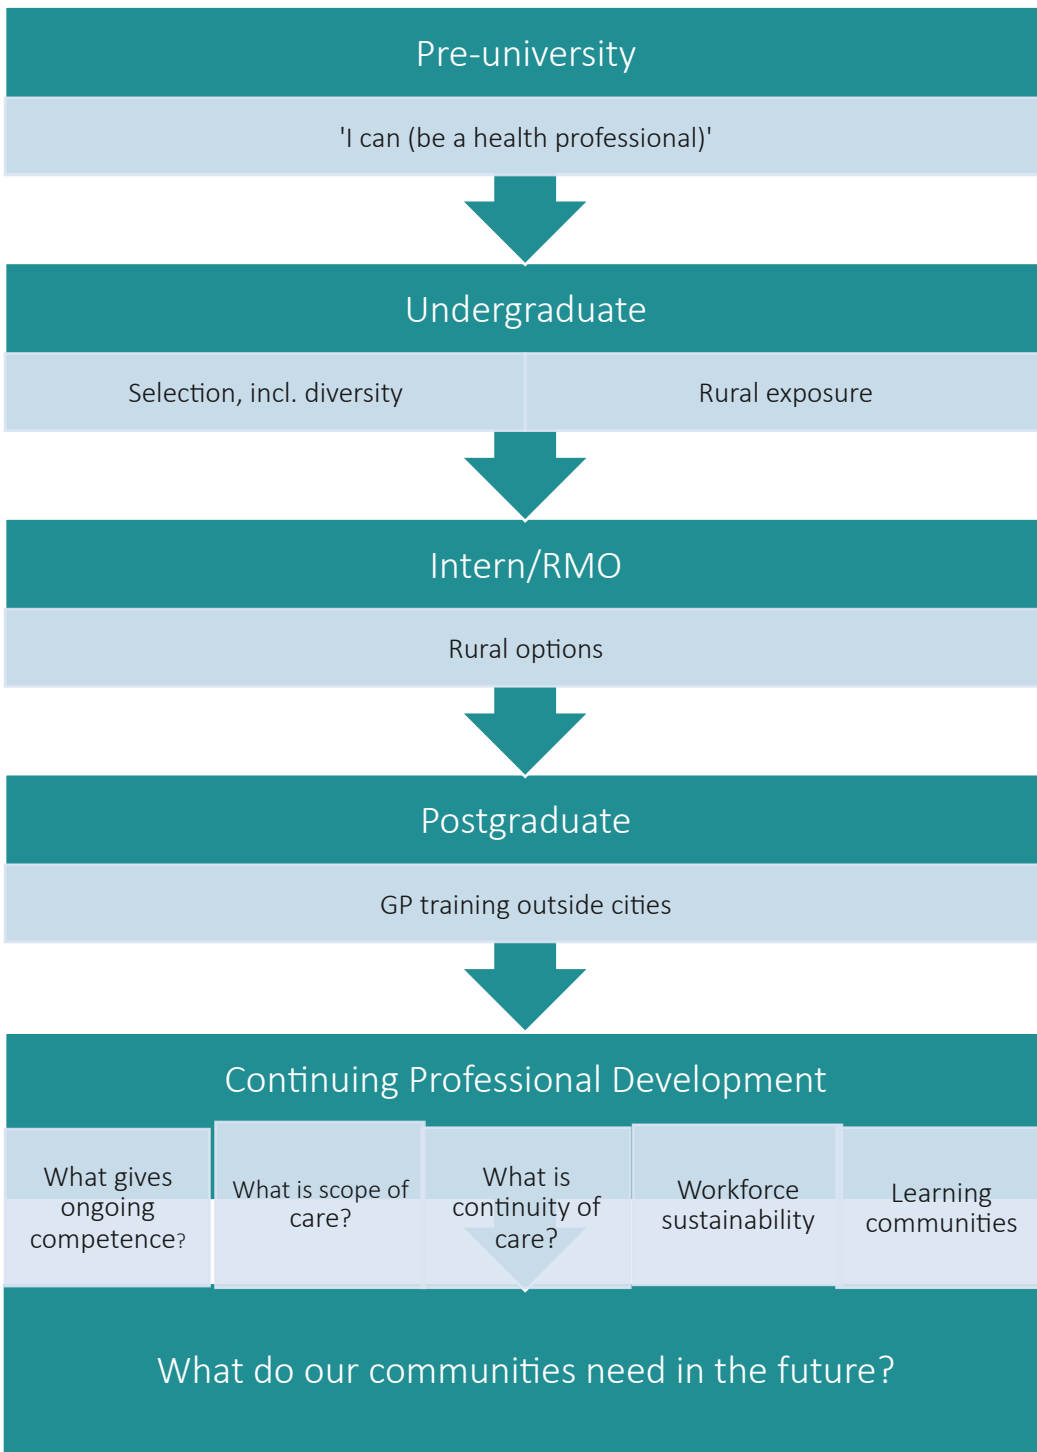 Pre-university
'I can (be a health professional)'
Undergraduate
Selection, incl. diversity
Rural exposure
Intern/RMO
Rural options
Postgraduate
GP training outside cities
Continuing Professional Development
What gives
ongoing
competence?
What is scope of
care?
What is
continuity of
care?
Workforce
sustainability
Learning
communities
What do our communities need in the future?